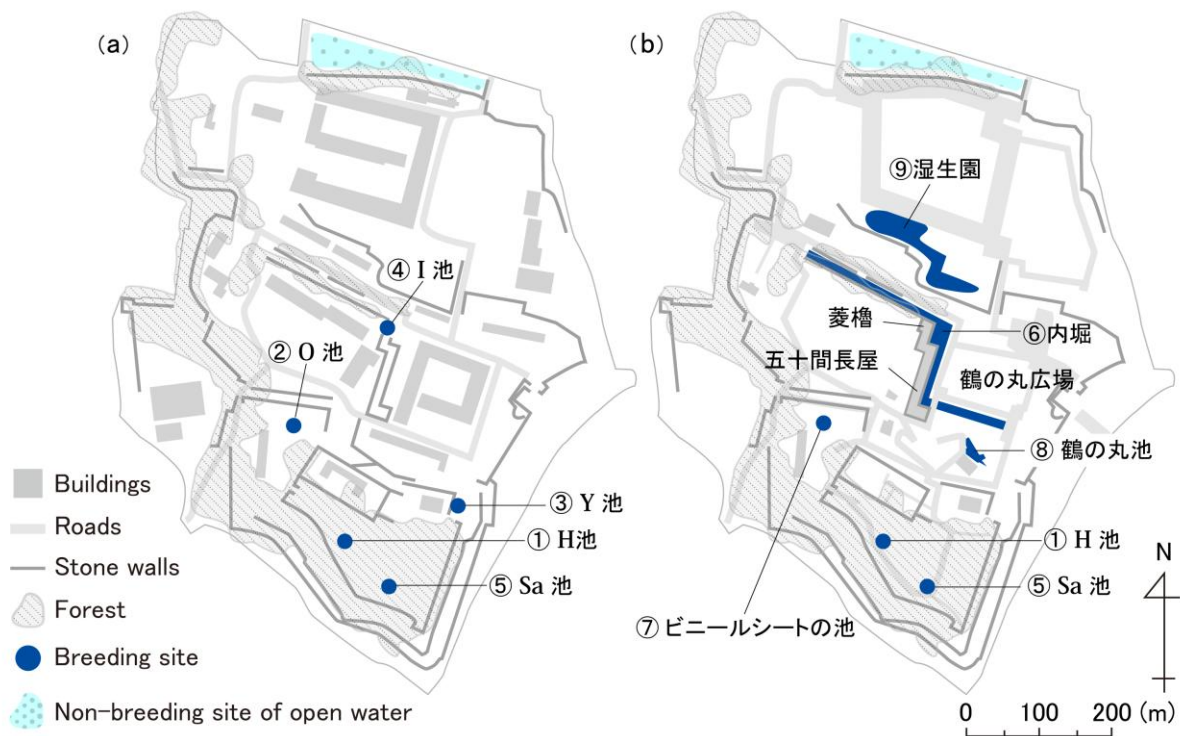 (a)
④ I 池
② O 池
③ Y 池
① H池
⑤ Sa 池
Buildings
Roads
Stone walls
Forest
Breeding site
Non-breeding site of open water
(b)
⑨湿生園
菱櫓
⑥内堀
五十間長屋
鶴の丸広場
⑧ 鶴の丸池
① H 池
⑤ Sa 池
⑦ ビニールシートの池
N
0 100 200 (m)